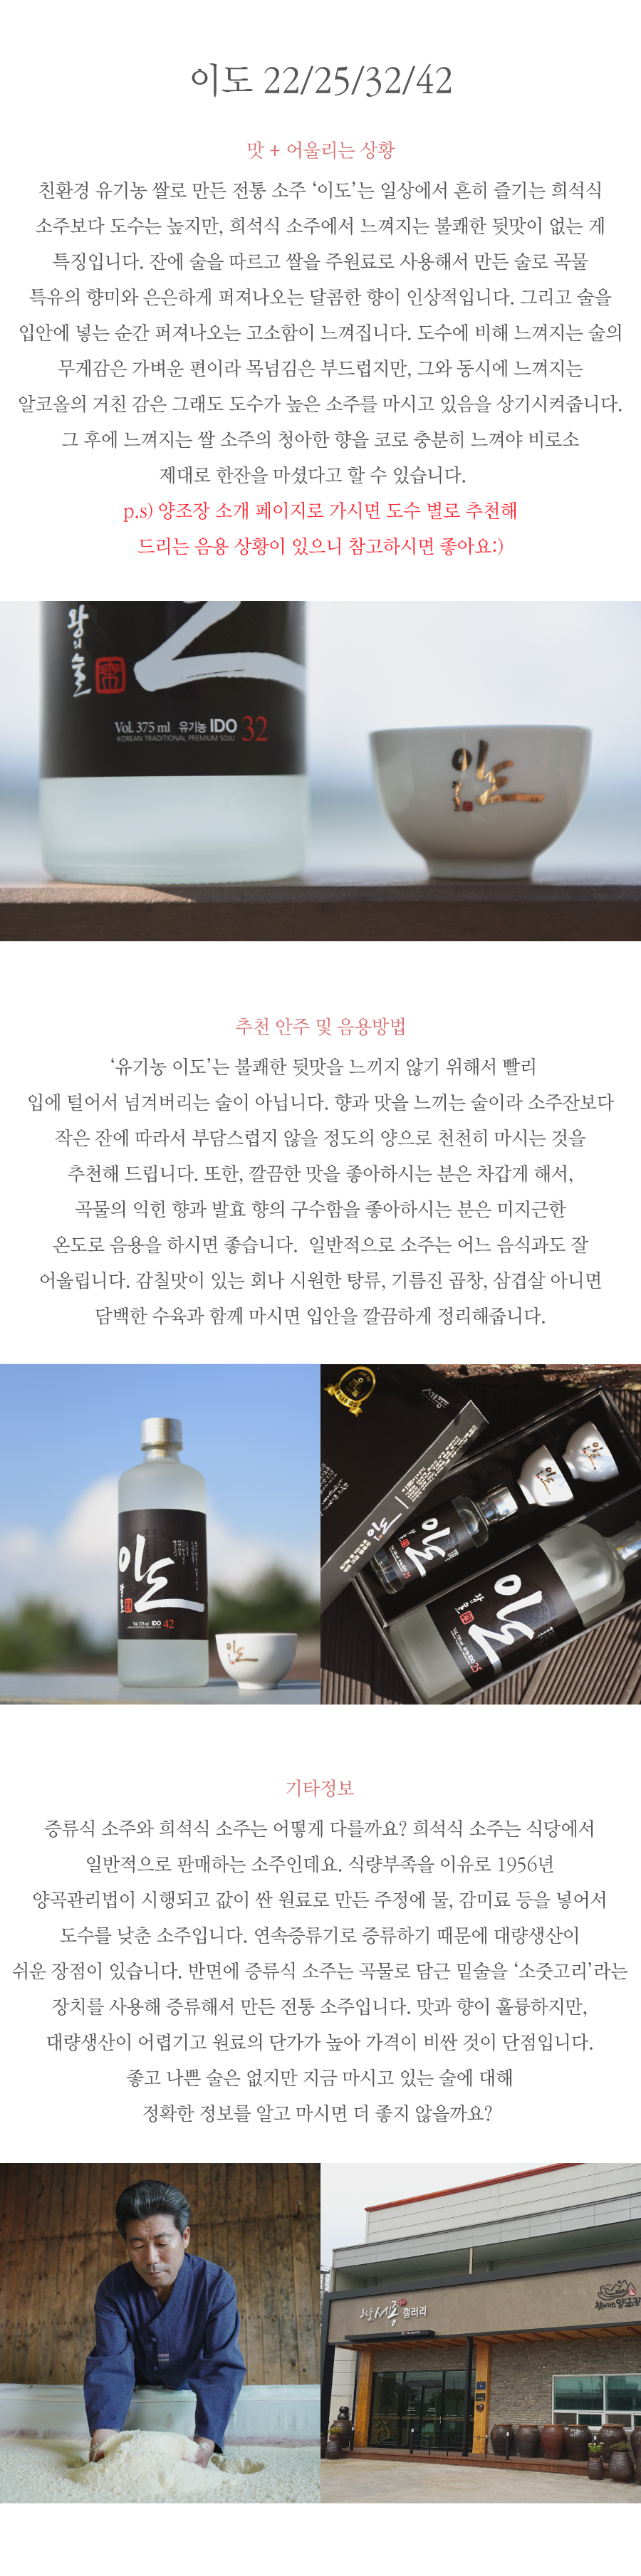 이도 22/25/32/42
맛 + 어울리는 상황
친환경 유기농 쌀로 만든 전통 소주 ‘이도’는 일상에서 흔히 즐기는 희석식
소주보다 도수는 높지만, 희석식 소주에서 느껴지는 불쾌한 뒷맛이 없는 게
특징입니다. 잔에 술을 따르고 쌀을 주원료로 사용해서 만든 술로 곡물
특유의 향미와 은은하게 퍼져나오는 달콤한 향이 인상적입니다. 그리고 술을
입안에 넣는 순간 퍼져나오는 고소함이 느껴집니다. 도수에 비해 느껴지는 술의
무게감은 가벼운 편이라 목넘김은 부드럽지만, 그와 동시에 느껴지는
알코올의 거친 감은 그래도 도수가 높은 소주를 마시고 있음을 상기시켜줍니다.
그 후에 느껴지는 쌀 소주의 청아한 향을 코로 충분히 느껴야 비로소
제대로 한잔을 마셨다고 할 수 있습니다.
p.s) 양조장 소개 페이지로 가시면 도수 별로 추천해
드리는 음용 상황이 있으니 참고하시면 좋아요:)
왕의술
Vol. 375 ml 유기농 IDO 32
KOREAN TRADITIONAL PREMIUM SOJU
이도
추천 안주 및 음용방법
‘유기농 이도’는 불쾌한 뒷맛을 느끼지 않기 위해서 빨리
입에 털어서 넘겨버리는 술이 아닙니다. 향과 맛을 느끼는 술이라 소주잔보다
작은 잔에 따라서 부담스럽지 않을 정도의 양으로 천천히 마시는 것을
추천해 드립니다. 또한, 깔끔한 맛을 좋아하시는 분은 차갑게 해서,
곡물의 익힌 향과 발효 향의 구수함을 좋아하시는 분은 미지근한
온도로 음용을 하시면 좋습니다. 일반적으로 소주는 어느 음식과도 잘
어울립니다. 감칠맛이 있는 회나 시원한 탕류, 기름진 곱창, 삼겹살 아니면
담백한 수육과 함께 마시면 입안을 깔끔하게 정리해줍니다.
이도
왕의술
Vol. 375 ml IDO 42
이도
이도
이도
이도
이도
이도
IDO 25
기타정보
증류식 소주와 희석식 소주는 어떻게 다를까요? 희석식 소주는 식당에서
일반적으로 판매하는 소주인데요. 식량부족을 이유로 1956년
양곡관리법이 시행되고 값이 싼 원료로 만든 주정에 물, 감미료 등을 넣어서
도수를 낮춘 소주입니다. 연속증류기로 증류하기 때문에 대량생산이
쉬운 장점이 있습니다. 반면에 증류식 소주는 곡물로 담근 밑술을 ‘소줏고리’라는
장치를 사용해 증류해서 만든 전통 소주입니다. 맛과 향이 훌륭하지만,
대량생산이 어렵기고 원료의 단가가 높아 가격이 비싼 것이 단점입니다.
좋고 나쁜 술은 없지만 지금 마시고 있는 술에 대해
정확한 정보를 알고 마시면 더 좋지 않을까요?
세종 갤러리
양조장